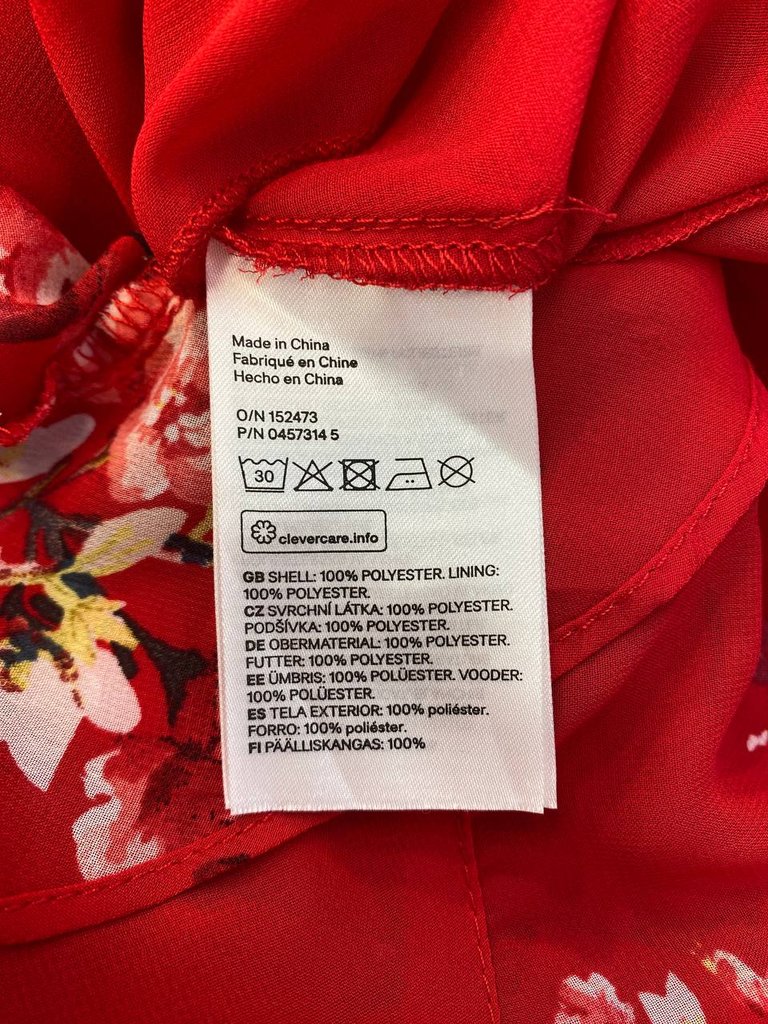 Made in China
Fabriqué en Chine
Hecho en China
O/N 152473
P/N 0457314 5
30
clevercare.info
GB SHELL: 100% POLYESTER. LINING:
100% POLYESTER.
CZ SVRCHNÍ LÁTKA: 100% POLYESTER.
PODŠÍVKA: 100% POLYESTER.
DE OBERMATERIAL: 100% POLYESTER.
FUTTER: 100% POLYESTER.
EE ÜMBRIS: 100% POLÜESTER. VOODER:
100% POLÜESTER.
ES TELA EXTERIOR: 100% poliéster.
FORRO: 100% poliéster.
FI PÄÄLLISKANGAS: 100%